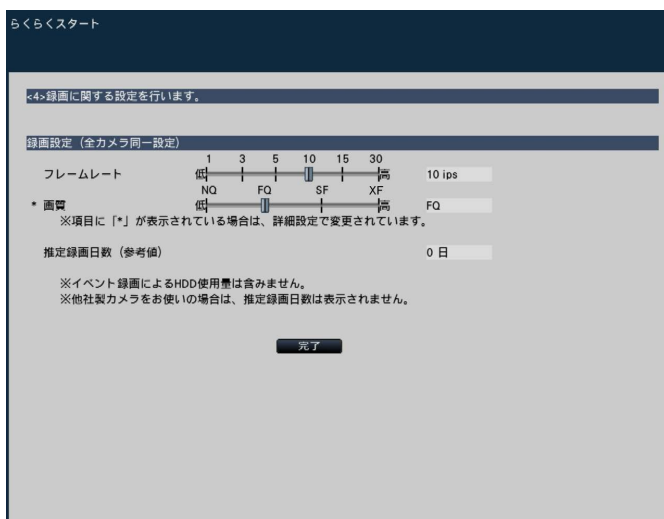 らくらくスタート
<4>録画に関する設定を行います。
録画設定（全カメラ同一設定）
1 3 5 10 15 30
フレームレート 低 高 10 ips
NQ FQ SF XF
* 画質 低 高 FQ
※項目に「*」が表示されている場合は、詳細設定で変更されています。
推定録画日数（参考値） 0 日
※イベント録画によるHDD使用量は含みません。
※他社製カメラをお使いの場合は、推定録画日数は表示されません。
完了